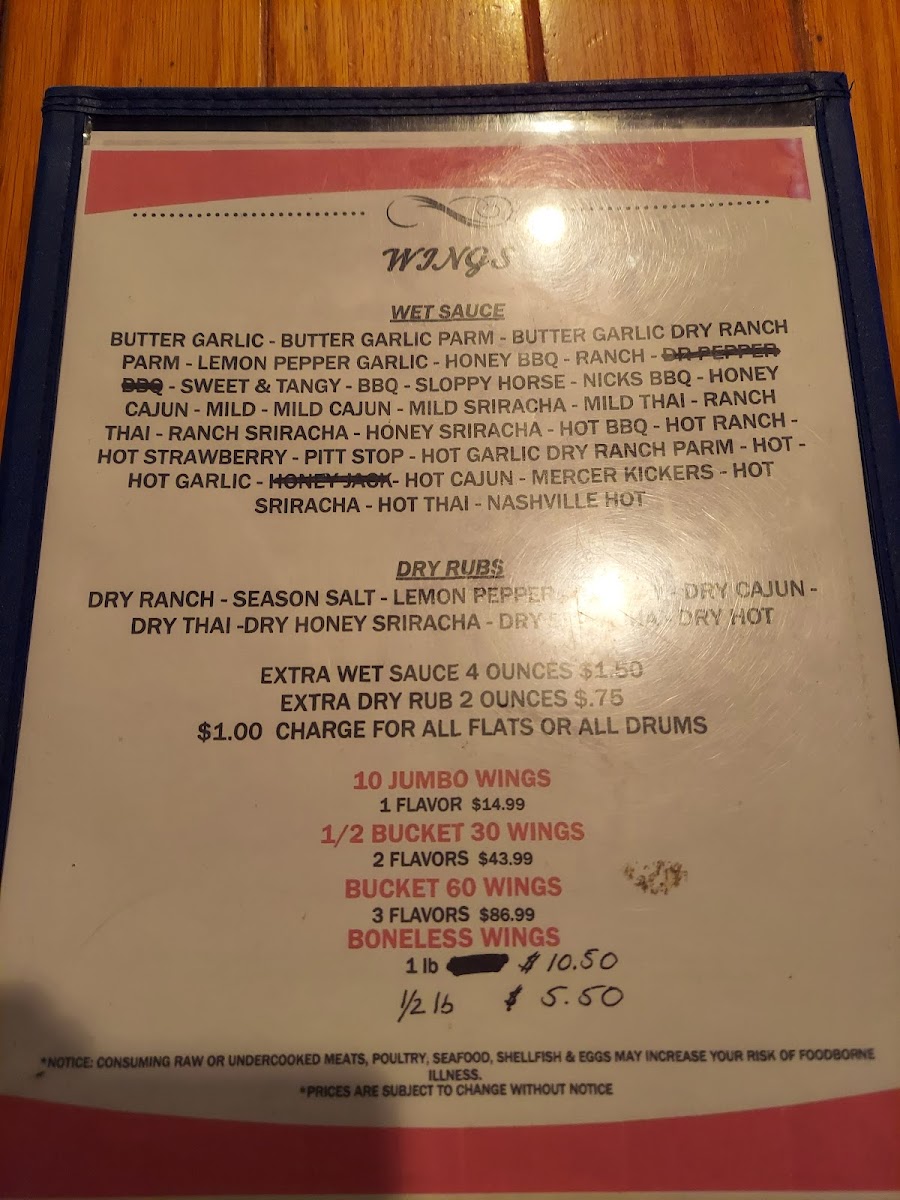 WINGS
WET SAUCE
BUTTER GARLIC - BUTTER GARLIC PARM - BUTTER GARLIC DRY RANCH
PARM - LEMON PEPPER GARLIC - HONEY BBQ - RANCH - DR PEPPER
BBQ - SWEET & TANGY - BBQ - SLOPPY HORSE - NICKS BBQ - HONEY
CAJUN - MILD - MILD CAJUN - MILD SRIRACHA - MILD THAI - RANCH
THAI - RANCH SRIRACHA - HONEY SRIRACHA - HOT BBQ - HOT RANCH -
HOT STRAWBERRY - PITT STOP - HOT GARLIC DRY RANCH PARM - HOT -
HOT GARLIC - HONEY JACK - HOT CAJUN - MERCER KICKERS - HOT
SRIRACHA - HOT THAI - NASHVILLE HOT
DRY RUBS
DRY RANCH - SEASON SALT - LEMON PEPPER - DRY CAJUN -
DRY THAI -DRY HONEY SRIRACHA - DRY - DRY HOT
EXTRA WET SAUCE 4 OUNCES $1.50
EXTRA DRY RUB 2 OUNCES $.75
$1.00 CHARGE FOR ALL FLATS OR ALL DRUMS
10 JUMBO WINGS
1 FLAVOR $14.99
1/2 BUCKET 30 WINGS
2 FLAVORS $43.99
BUCKET 60 WINGS
3 FLAVORS $86.99
BONELESS WINGS
1 lb $10.50
1/2 lb $ 5.50
*NOTICE: CONSUMING RAW OR UNDERCOOKED MEATS, POULTRY, SEAFOOD, SHELLFISH & EGGS MAY INCREASE YOUR RISK OF FOODBORNE
ILLNESS.
*PRICES ARE SUBJECT TO CHANGE WITHOUT NOTICE